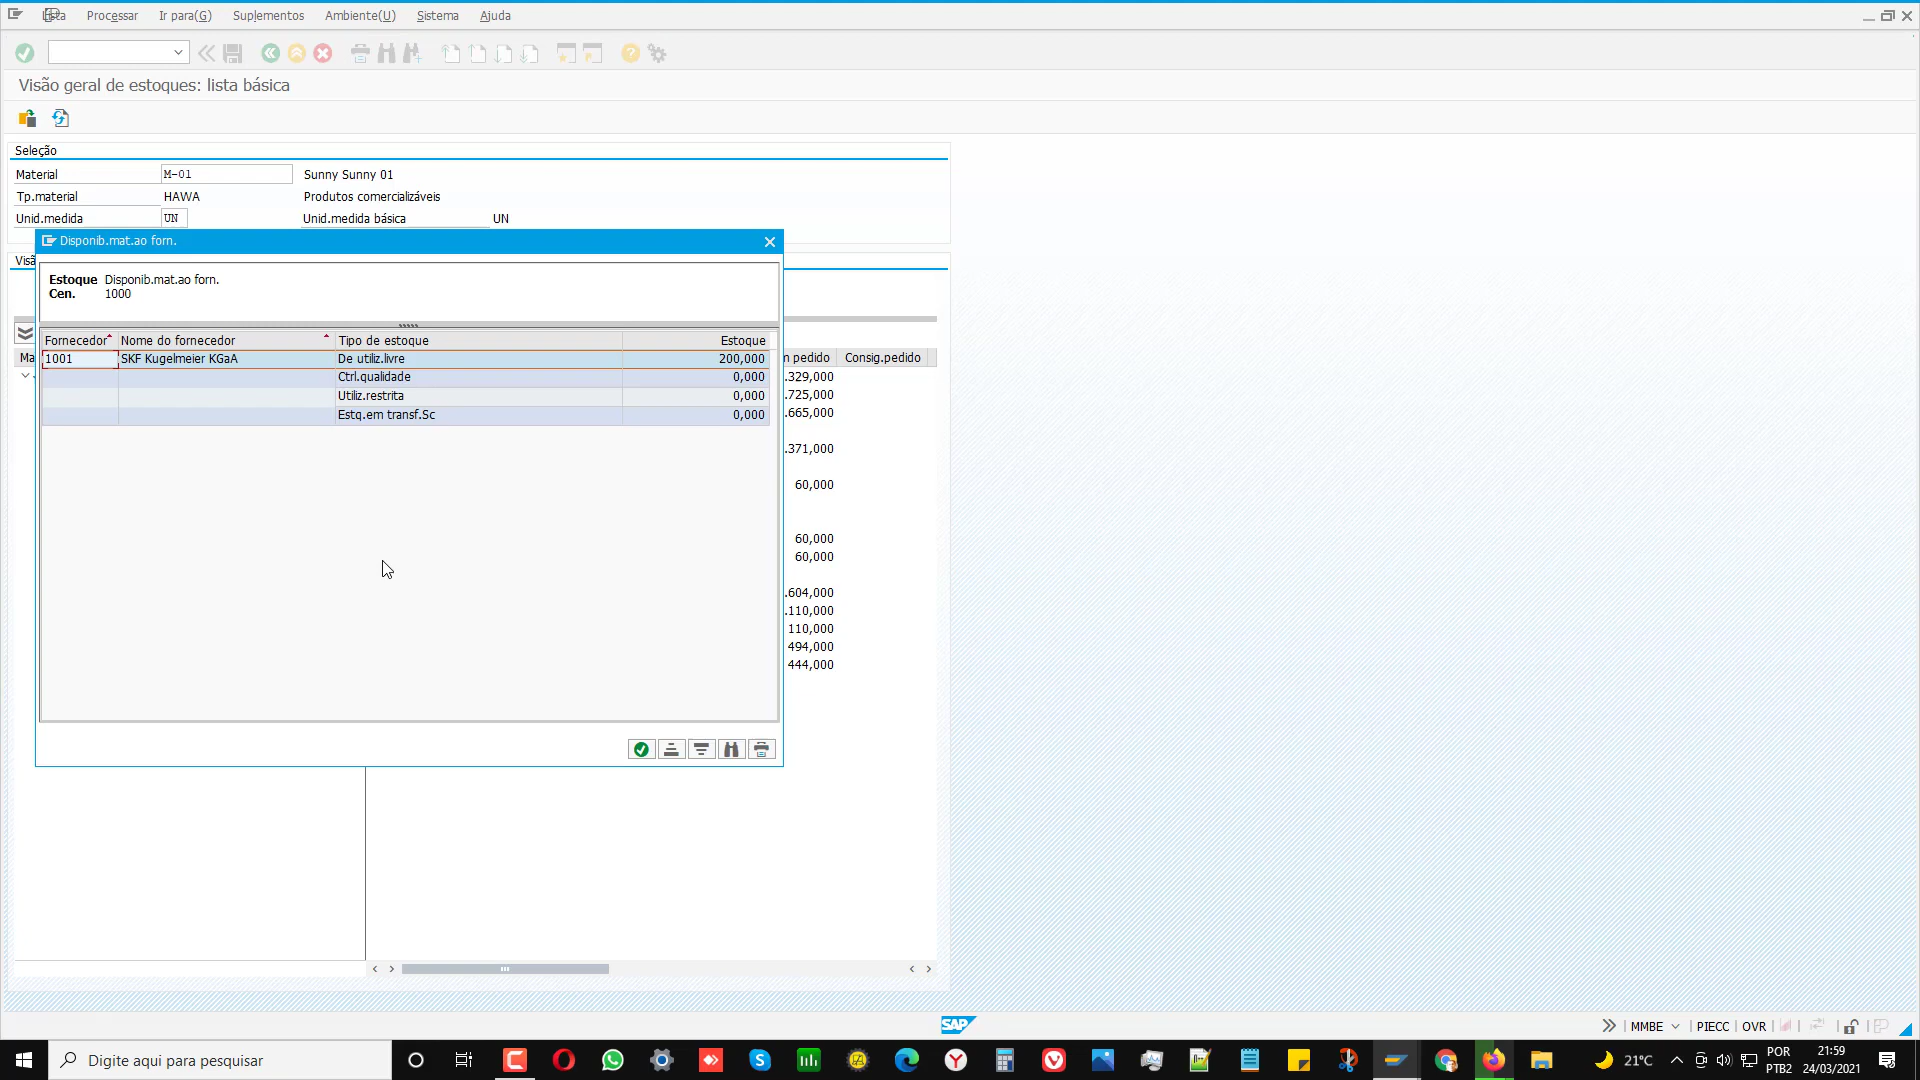 Lista Processar Ir para(G) Suplementos Ambiente(U) Sistema Ajuda
Visão geral de estoques: lista básica
Seleção
Material M-01 Sunny Sunny 01
Tp.material HAWA Produtos comercializáveis
Unid.medida UN Unid.medida básica UN
Disponib.mat.ao forn.
Estoque Disponib.mat.ao forn.
Cen. 1000
Fornecedor Nome do fornecedor Tipo de estoque Estoque
1001 SKF Kugelmeier KGaA De utiliz.livre 200,000
Ctrl.qualidade 0,000
Utiliz.restrita 0,000
Estq.em transf.Sc 0,000
pedido Consig.pedido
.329,000
.725,000
.665,000
.371,000
60,000
60,000
60,000
.604,000
.110,000
110,000
494,000
444,000
SAP
MMBE PIECC OVR
Digite aqui para pesquisar
21°C
POR
PTB2
21:59
24/03/2021